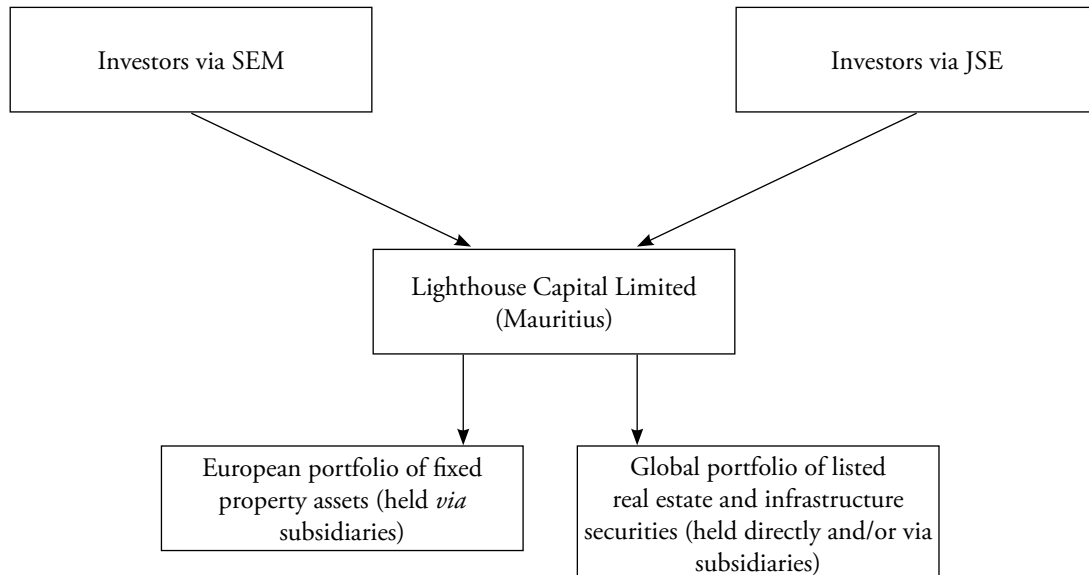 Investors via SEM
Investors via JSE
Lighthouse Capital Limited
(Mauritius)
European portfolio of fixed
property assets (held via
subsidiaries)
Global portfolio of listed
real estate and infrastructure
securities (held directly and/or via
subsidiaries)